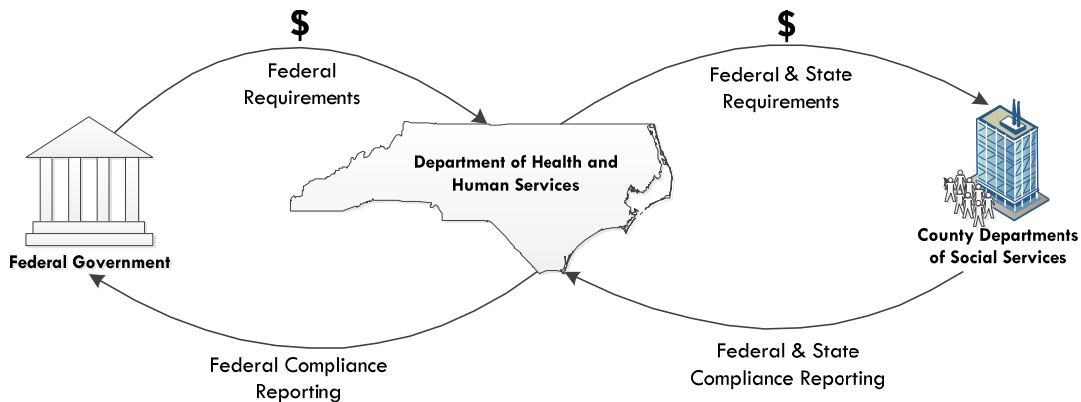 $
Federal
Requirements
$
Federal & State
Requirements
Department of Health and
Human Services
Federal Government
County Departments
of Social Services
Federal Compliance
Reporting
Federal & State
Compliance Reporting